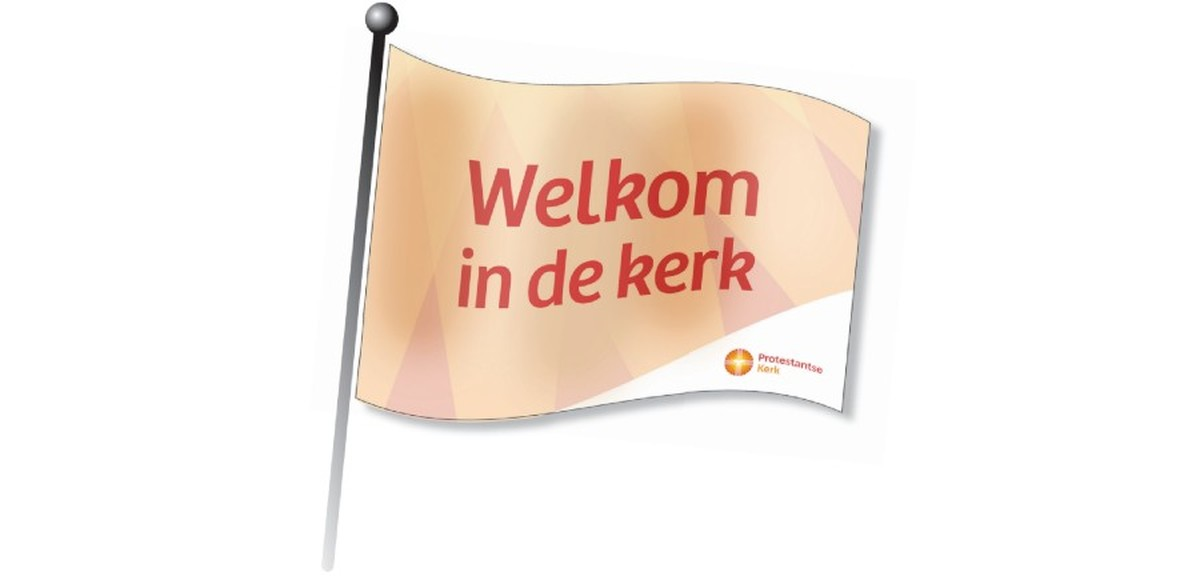 Welkom
in de kerk
Protestantse
Kerk